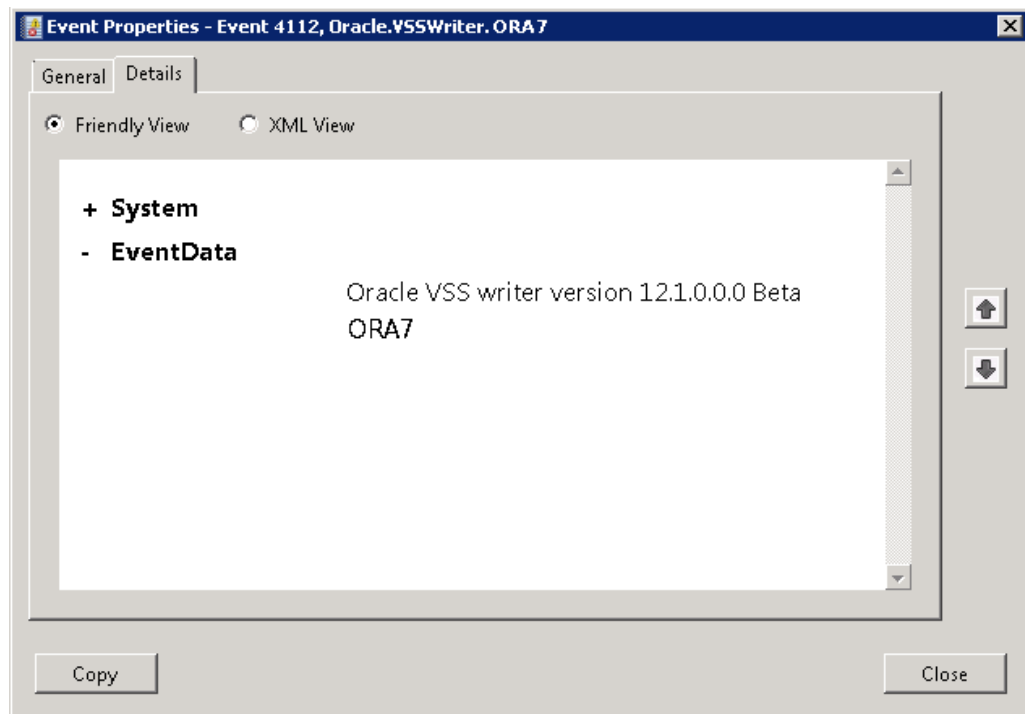 Event Properties - Event 4112, Oracle.VSSWriter.ORA7
General Details
Friendly View XML View
+ System
- EventData
Oracle VSS writer version 12.1.0.0.0 Beta
ORA7
Copy Close